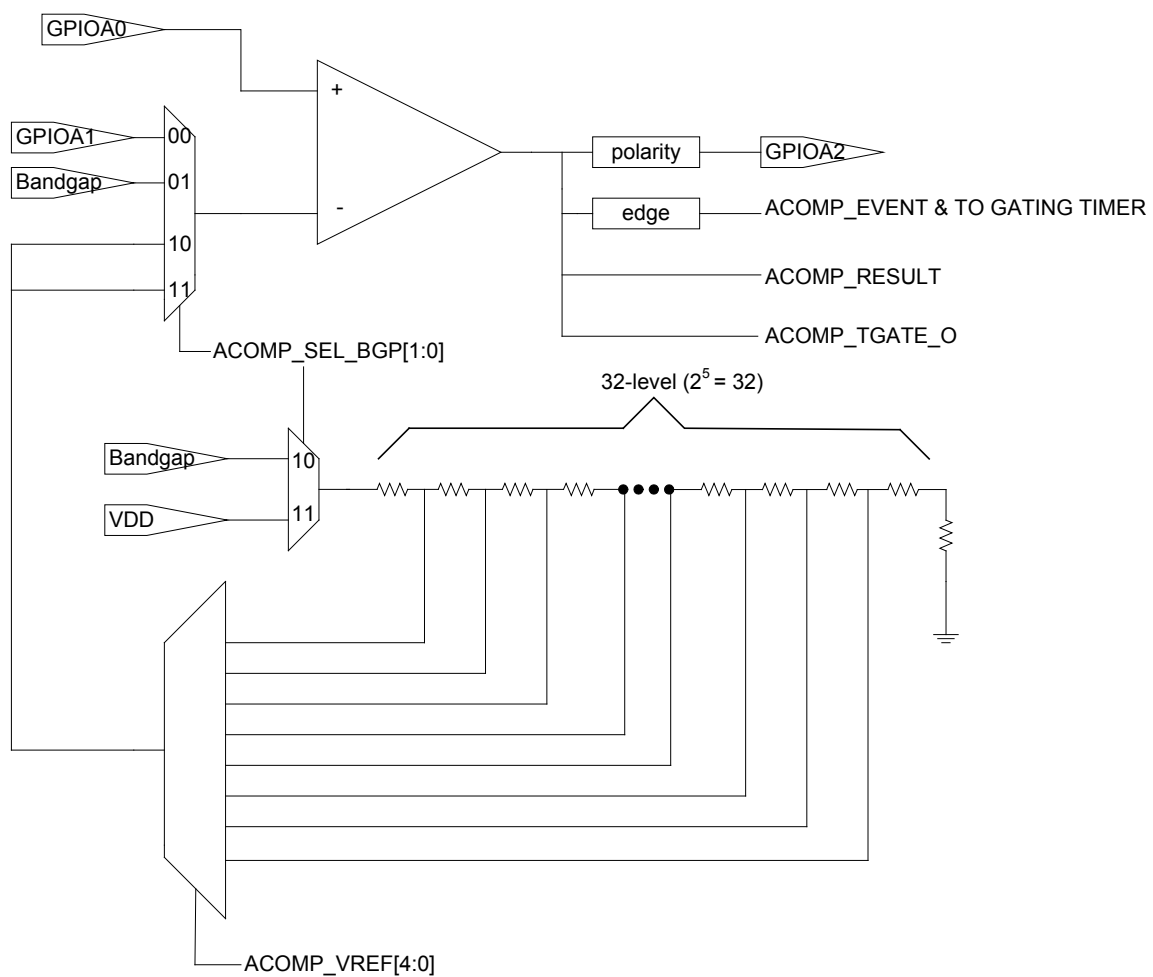 GPIOA0
+
GPIOA1
00
polarity
GPIOA2
Bandgap
01
-
edge
ACOMP_EVENT & TO GATING TIMER
10
ACOMP_RESULT
11
ACOMP_TGATE_O
ACOMP_SEL_BGP[1:0]
32-level (2⁵ = 32)
Bandgap
10
VDD
11
ACOMP_VREF[4:0]